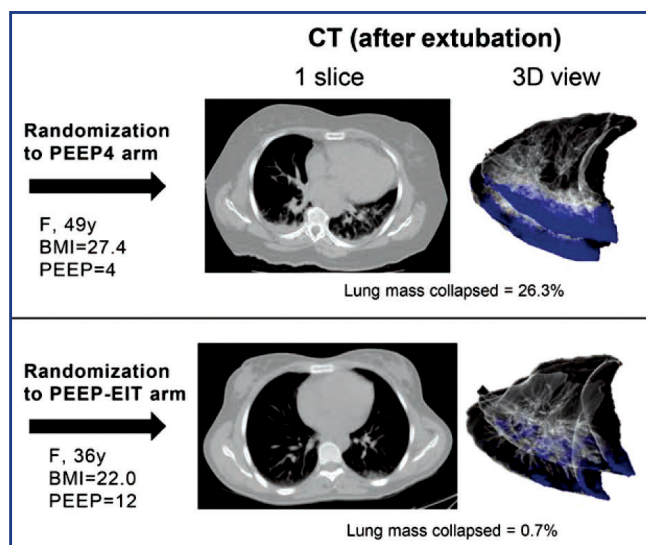 CT (after extubation)
1 slice
3D view
Randomization
to PEEP4 arm
F, 49y
BMI=27.4
PEEP=4
Lung mass collapsed = 26.3%
Randomization
to PEEP-EIT arm
F, 36y
BMI=22.0
PEEP=12
Lung mass collapsed = 0.7%